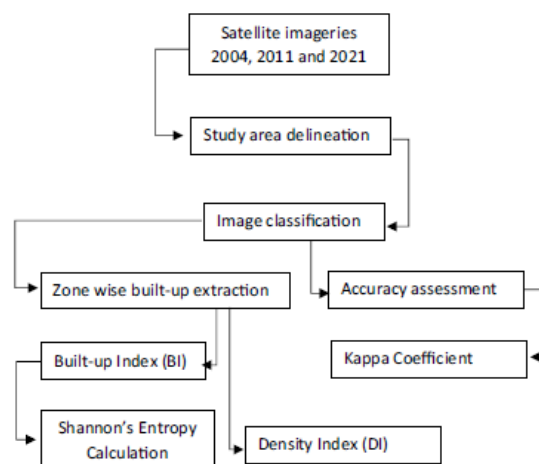 Satellite imageries
2004, 2011 and 2021
Study area delineation
Image classification
Zone wise built-up extraction
Accuracy assessment
Built-up Index (BI)
Kappa Coefficient
Shannon's Entropy
Calculation
Density Index (DI)